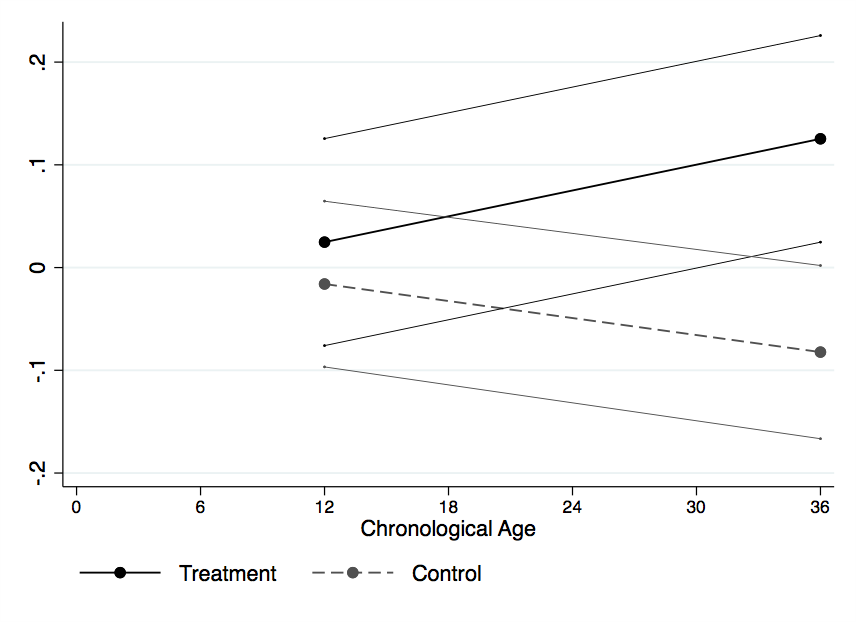 .2
.1
0
-.1
-.2
0 6 12 18 24 30 36
Chronological Age
Treatment Control